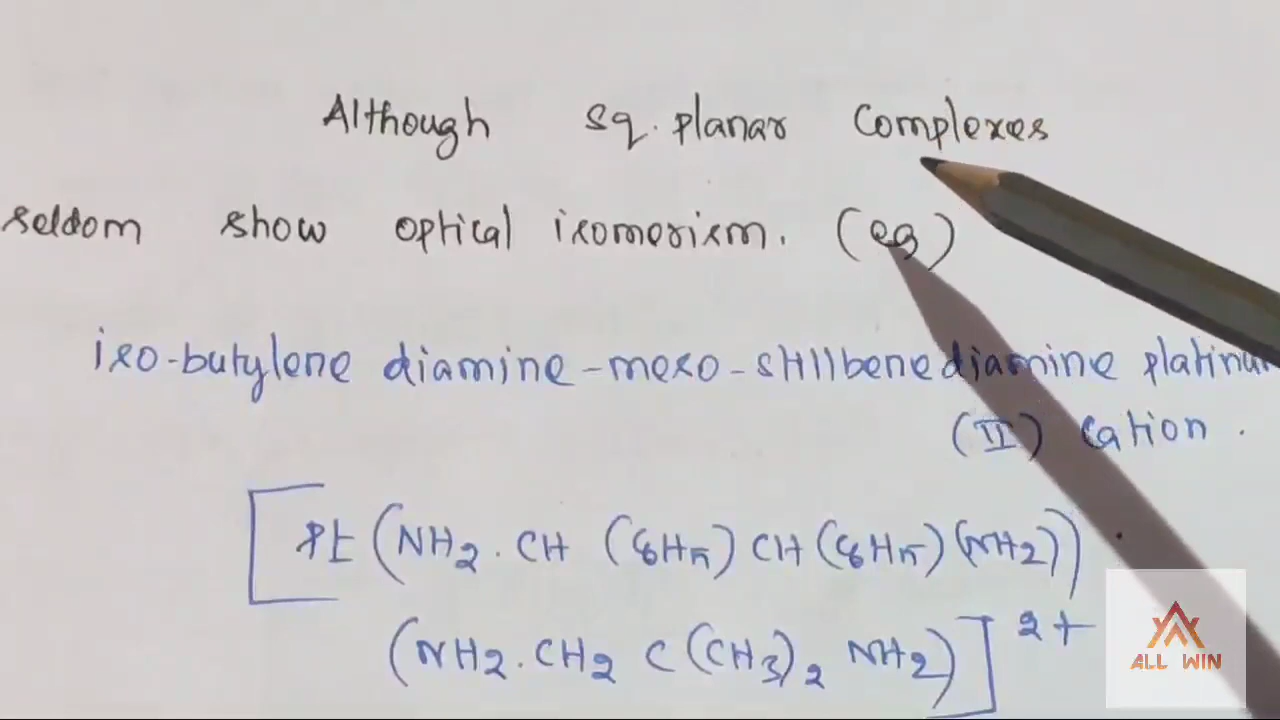 Although sq. planar complexes
seldom show optical isomerism. (eg)
iso-butylene diamine-meso-stillbenediamine platinum
(II) cation.
[Pt (NH2. CH (C6H5) CH (C6H5) (NH2))
(NH2. CH2 C (CH3)2 NH2)]2+
ALL WIN